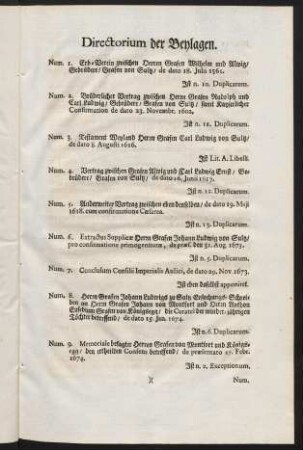 Directorium der Beylagen.
Num. 1. Erb-Verein zwischen Herrn Grafen Wilhelm und Alwig/
Gebrüdere/ Grafen von Sultz/ de dato 18. Julii 1561.
Ist n. 10. Duplicarum.
Num. 2. Brüderlicher Vertrag zwischen Herrn Grafen Rudolph und
Carl Ludwig/ Gebrüdere/ Grafen von Sultz/ samt Kayserlicher
Confirmation de dato 23. Novembr. 1602.
Ist n. 11. Duplicarum.
Num. 3. Testament Weyland Herrn Grafen Carl Ludwig von Sultz/
de dato 8. Augusti 1616.
Ist Lit. A. Libelli.
Num. 4. Vertrag zwischen Grafen Alwig und Carl Ludwig Ernst/ Ge-
brüdere/ Grafen von Sultz/ de dato 16. Junii 1617.
Ist n. 12. Duplicarum.
Num. 5. Anderweiter Vertrag zwischen eben denselben/ de dato 19. Maji
1618. cum confirmatione Cæsarea.
Ist n. 13. Duplicarum.
Num. 6. Extractus Supplicæ Herrn Grafen Johann Ludwig von Sultz/
pro confirmatione primogenituræ, de præs. den 31. Aug. 1673.
Ist n. 5. Duplicarum.
Num. 7. Conclusum Consilii Imperialis Aulici, de dato 29. Nov. 1673.
Ist eben daselbst apponiret.
Num. 8. Herrn Grafen Johann Ludwigs zu Sultz Ersuchungs-Schrei-
ben an Herrn Grafen Johann von Montfort und Herrn Anthon
Eusebium Grafen von Königsegg/ die Curatel der minder-jährigen
Töchter betreffend/ de dato 15. Jan. 1674.
Ist n. 6. Duplicarum.
Num. 9. Memoriale besagter Herren Grafen von Montfort und Königs-
egg/ den ertheilten Consens betreffend/ de præsentato 27. Febr.
1674.
Ist n. 2. Exceptionum.
X
Num.